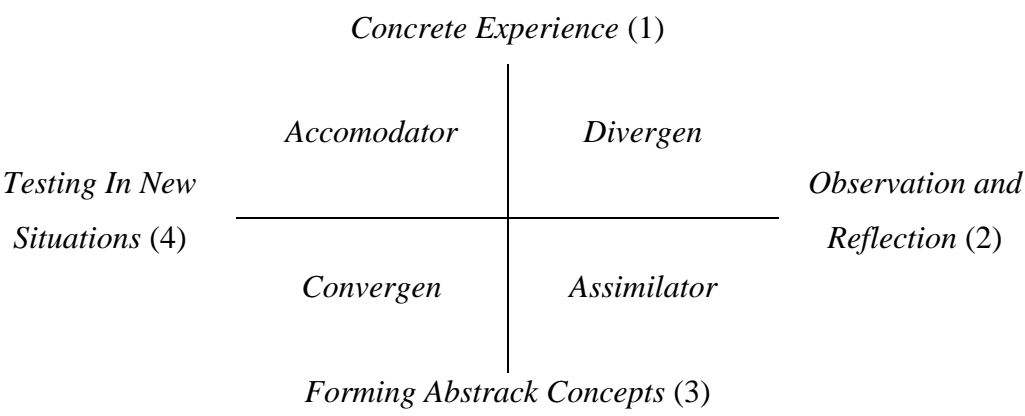 Concrete Experience (1)
Accomodator
Divergen
Testing In New
Situations (4)
Observation and
Reflection (2)
Convergen
Assimilator
Forming Abstrack Concepts (3)